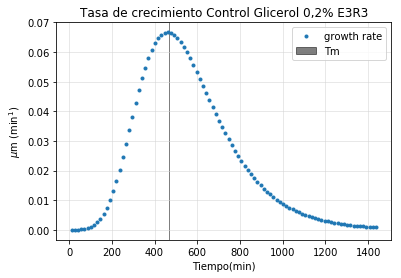 Tasa de crecimiento Control Glicerol 0,2% E3R3
growth rate
Tm
0.07
0.06
0.05
0.04
0.03
0.02
0.01
0.00
μm (min¹)
0 200 400 600 800 1000 1200 1400
Tiempo(min)